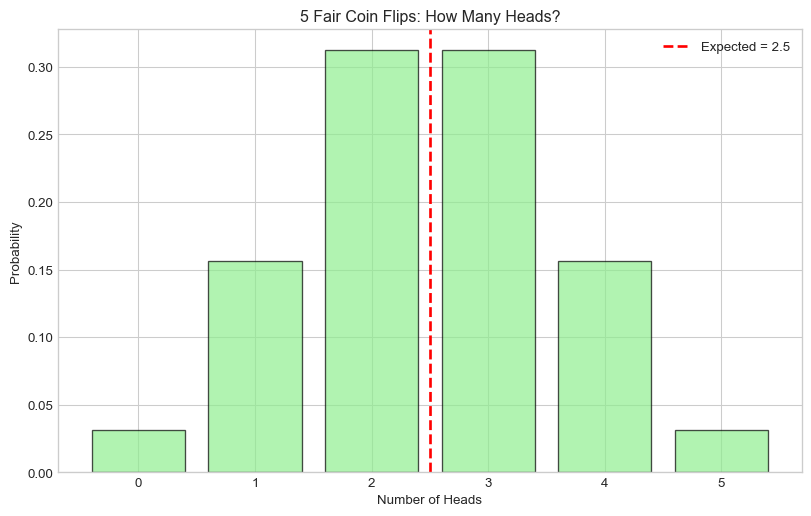 5 Fair Coin Flips: How Many Heads?
Expected = 2.5
Probability
0.30
0.25
0.20
0.15
0.10
0.05
0.00
0 1 2 3 4 5
Number of Heads